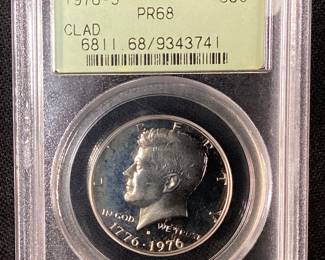 PR68
CLAD
6811.68/9343741
LIBERTY
IN GOD WE TRUST
1776-1976